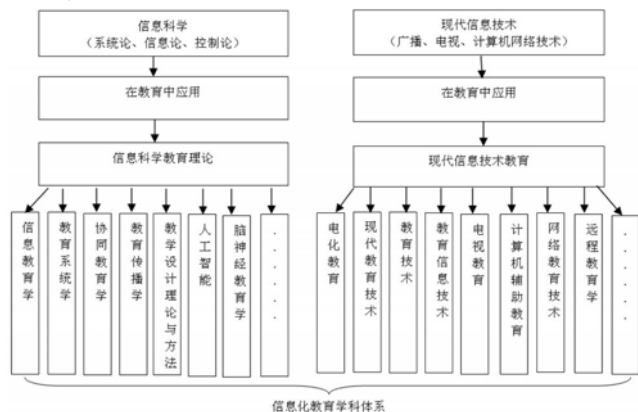 信息科学
（系统论、信息论、控制论）
现代信息技术
（广播、电视、计算机网络技术）
在教育中应用
在教育中应用
信息科学教育理论
现代信息技术教育
信息教育学
教育系统学
协同教育学
教育传播学
教学设计理论与方法
人工智能
脑神经教育学
......
电化教育
现代教育技术
教育技术
教育信息技术
电视教育
计算机辅助教育
网络教育技术
远程教育学
......
信息化教育学科体系